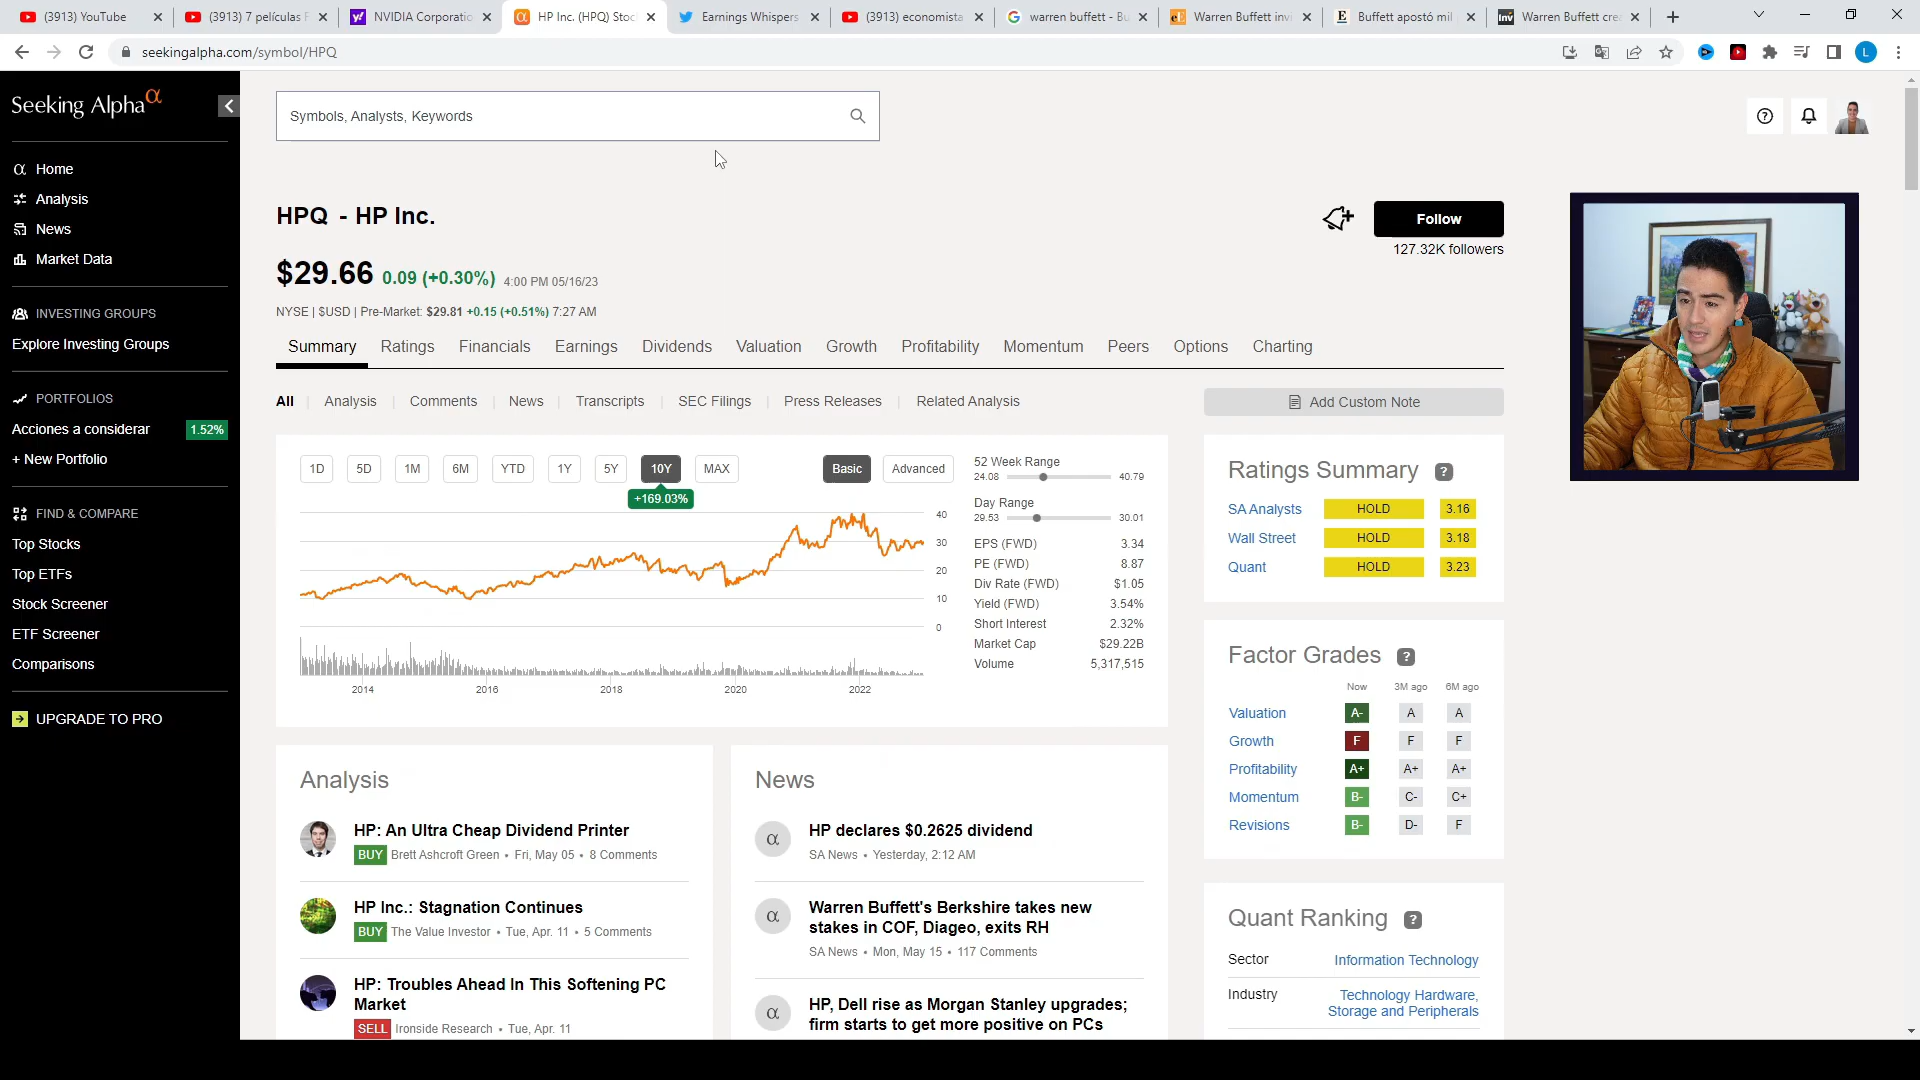 (3913) YouTube
(3913) 7 películas F
NVIDIA Corporatio
HP Inc. (HPQ) Stoc
Earnings Whispers
(3913) economista
warren buffett - Bu
Warren Buffett inv
Buffett apostó mil
Warren Buffett cre
seekingalpha.com/symbol/HPQ
L
Seeking Alpha α
Symbols, Analysts, Keywords
Home
Analysis
News
Market Data
INVESTING GROUPS
Explore Investing Groups
PORTFOLIOS
Acciones a considerar 1.52%
+ New Portfolio
FIND & COMPARE
Top Stocks
Top ETFs
Stock Screener
ETF Screener
Comparisons
UPGRADE TO PRO
HPQ - HP Inc.
Follow
127.32K followers
$29.66 0.09 (+0.30%) 4:00 PM 05/16/23
NYSE | $USD | Pre-Market: $29.81 +0.15 (+0.51%) 7:27 AM
Summary Ratings Financials Earnings Dividends Valuation Growth Profitability Momentum Peers Options Charting
All | Analysis | Comments | News | Transcripts | SEC Filings | Press Releases | Related Analysis
Add Custom Note
1D 5D 1M 6M YTD 1Y 5Y 10Y MAX
Basic Advanced
+169.03%
40
30
20
10
0
2014 2016 2018 2020 2022
52 Week Range
24.08 40.79
Day Range
29.53 30.01
EPS (FWD) 3.34
PE (FWD) 8.87
Div Rate (FWD) $1.05
Yield (FWD) 3.54%
Short Interest 2.32%
Market Cap $29.22B
Volume 5,317,515
Ratings Summary ?
SA Analysts HOLD 3.16
Wall Street HOLD 3.18
Quant HOLD 3.23
Factor Grades ?
Now 3M ago 6M ago
Valuation A- A A
Growth F F F
Profitability A+ A+ A+
Momentum B- C- C+
Revisions B- D- F
Quant Ranking ?
Sector Information Technology
Industry Technology Hardware,
Storage and Peripherals
Analysis
HP: An Ultra Cheap Dividend Printer
BUY Brett Ashcroft Green • Fri, May 05 • 8 Comments
HP Inc.: Stagnation Continues
BUY The Value Investor • Tue, Apr. 11 • 5 Comments
HP: Troubles Ahead In This Softening PC
Market
SELL Ironside Research • Tue, Apr. 11
News
HP declares $0.2625 dividend
SA News • Yesterday, 2:12 AM
Warren Buffett's Berkshire takes new
stakes in COF, Diageo, exits RH
SA News • Mon, May 15 • 117 Comments
HP, Dell rise as Morgan Stanley upgrades;
firm starts to get more positive on PCs